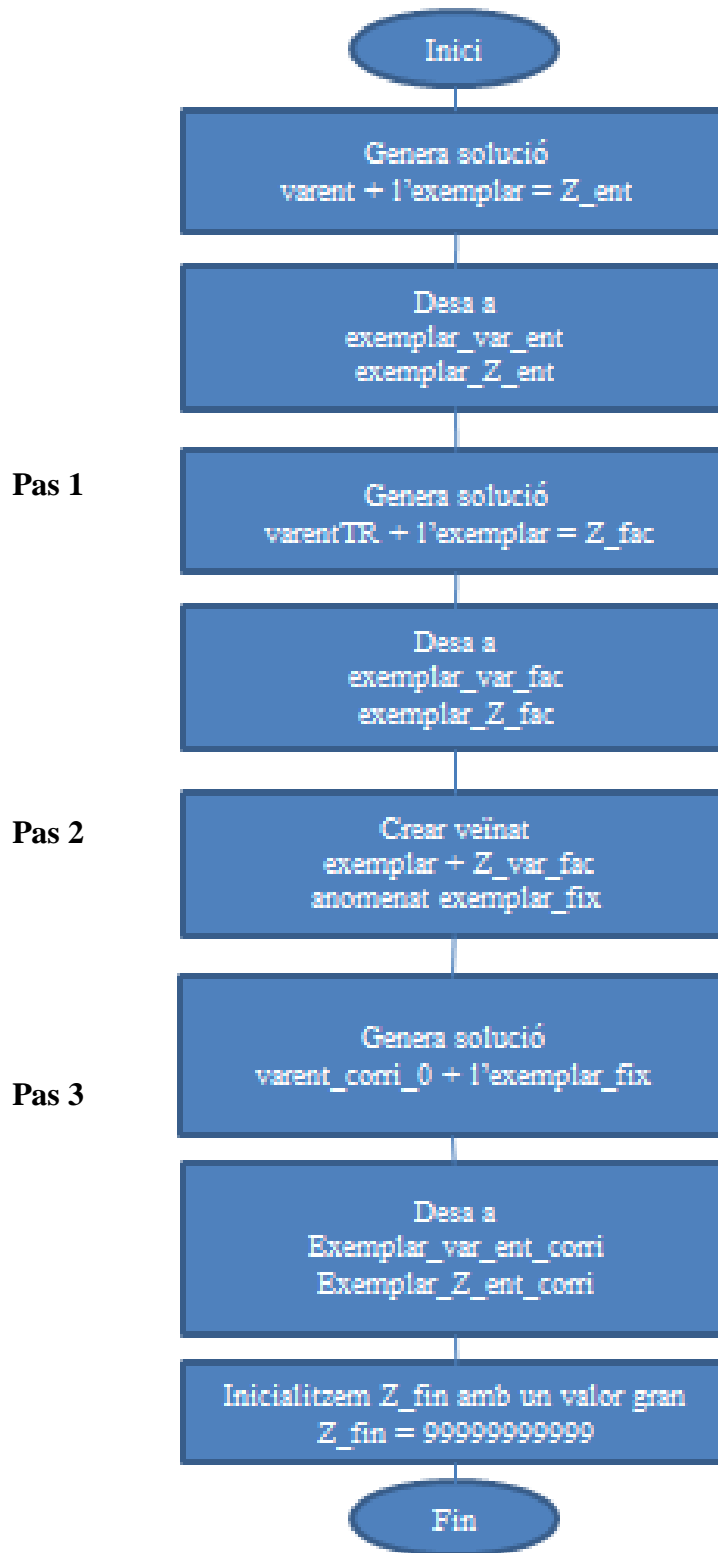 Inici
Genera solució
varent + l'exemplar = Z_ent
Desa a
exemplar_var_ent
exemplar_Z_ent
Pas 1
Genera solució
varentTR + l'exemplar = Z_fac
Desa a
exemplar_var_fac
exemplar_Z_fac
Pas 2
Crear veïnat
exemplar + Z_var_fac
anomenat exemplar_fix
Genera solució
varent_corri_0 + l'exemplar_fix
Pas 3
Desa a
Exemplar_var_ent_corri
Exemplar_Z_ent_corri
Inicialitzem Z_fin amb un valor gran
Z_fin = 99999999999
Fin